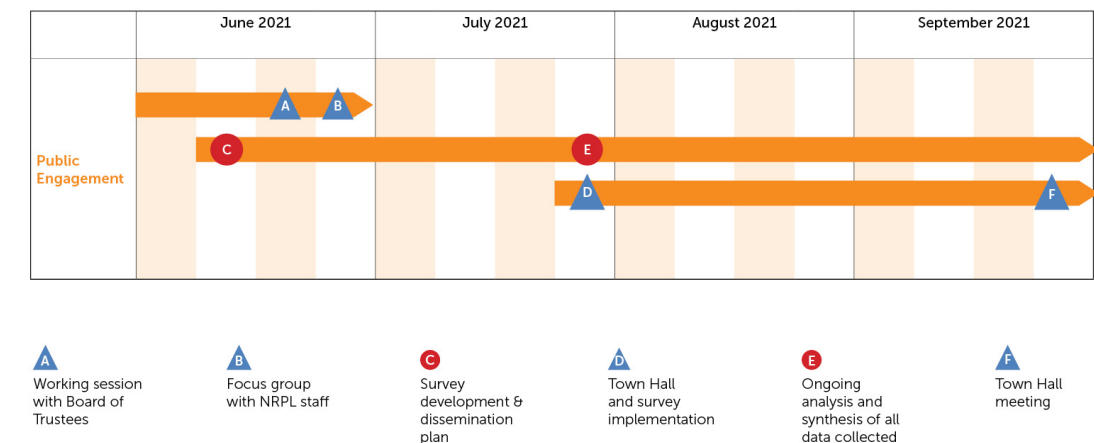 June 2021
July 2021
August 2021
September 2021
A
B
Public
Engagement
C
E
D
F
A
Working session
with Board of
Trustees
B
Focus group
with NRPL staff
C
Survey
development &
dissemination
plan
D
Town Hall
and survey
implementation
E
Ongoing
analysis and
synthesis of all
data collected
F
Town Hall
meeting